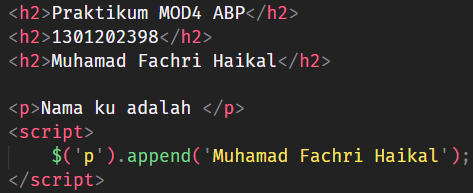 <h2>Praktikum MOD4 ABP</h2>
<h2>1301202398</h2>
<h2>Muhamad Fachri Haikal</h2>
<p>Nama ku adalah </p>
<script>
$('p').append('Muhamad Fachri Haikal');
</script>